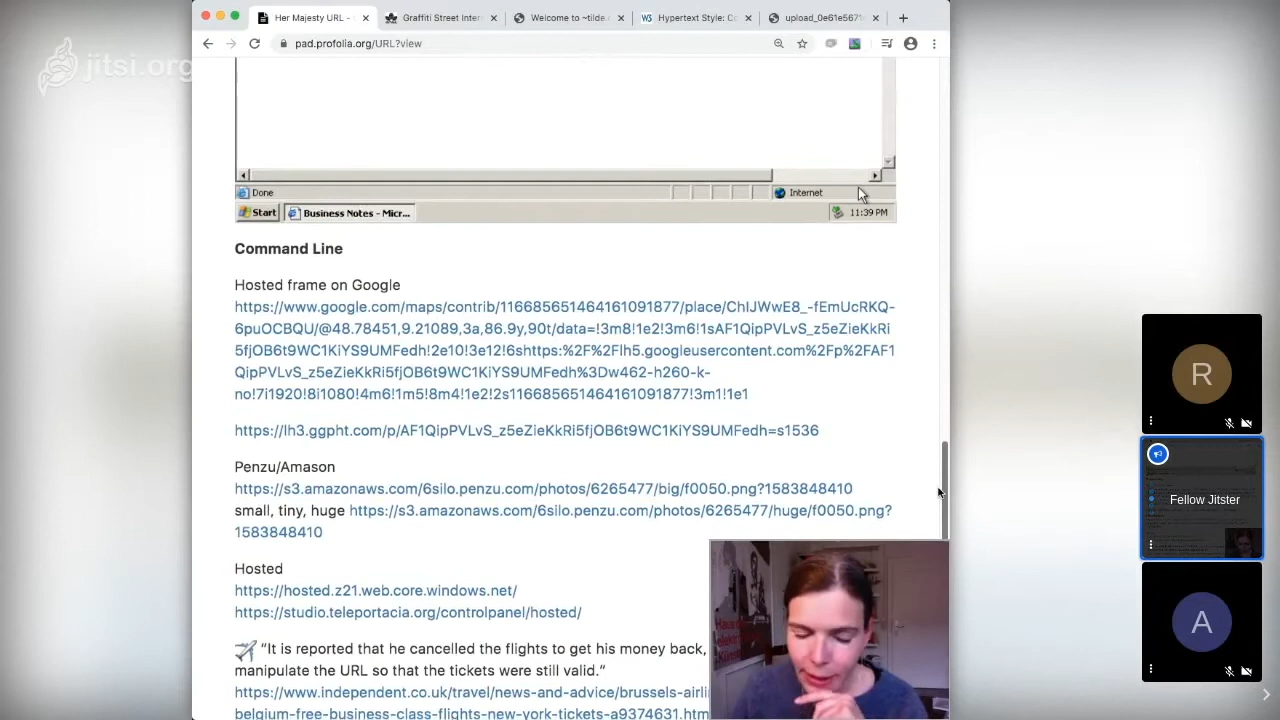 jitsi.org
Her Majesty URL -
Graffiti Street Inter
Welcome to ~tilde.c
Hypertext Style: Co
upload_0e61e5671
pad.profolia.org/URL?view
Done
Internet
Start
Business Notes - Micr...
11:39 PM
Command Line
Hosted frame on Google
https://www.google.com/maps/contrib/116685651464161091877/place/ChIJWwE8_-fEmUcRKQ-
6puOCBQU/@48.78451,9.21089,3a,86.9y,90t/data=!3m8!1e2!3m6!1sAF1QipPVLvS_z5eZieKkRi
5fjOB6t9WC1KiYS9UMFedh!2e10!3e12!6shttps:%2F%2Flh5.googleusercontent.com%2Fp%2FAF1
QipPVLvS_z5eZieKkRi5fjOB6t9WC1KiYS9UMFedh%3Dw462-h260-k-
no!7i1920!8i1080!4m6!1m5!8m4!1e2!2s116685651464161091877!3m1!1e1
https://lh3.ggpht.com/p/AF1QipPVLvS_z5eZieKkRi5fjOB6t9WC1KiYS9UMFedh=s1536
Penzu/Amason
https://s3.amazonaws.com/6silo.penzu.com/photos/6265477/big/f0050.png?1583848410
small, tiny, huge https://s3.amazonaws.com/6silo.penzu.com/photos/6265477/huge/f0050.png?
1583848410
Hosted
https://hosted.z21.web.core.windows.net/
https://studio.teleportacia.org/controlpanel/hosted/
"It is reported that he cancelled the flights to get his money back,
manipulate the URL so that the tickets were still valid."
https://www.independent.co.uk/travel/news-and-advice/brussels-airli
belgium-free-business-class-flights-new-york-tickets-a9374631.htm
R
Fellow Jitster
A